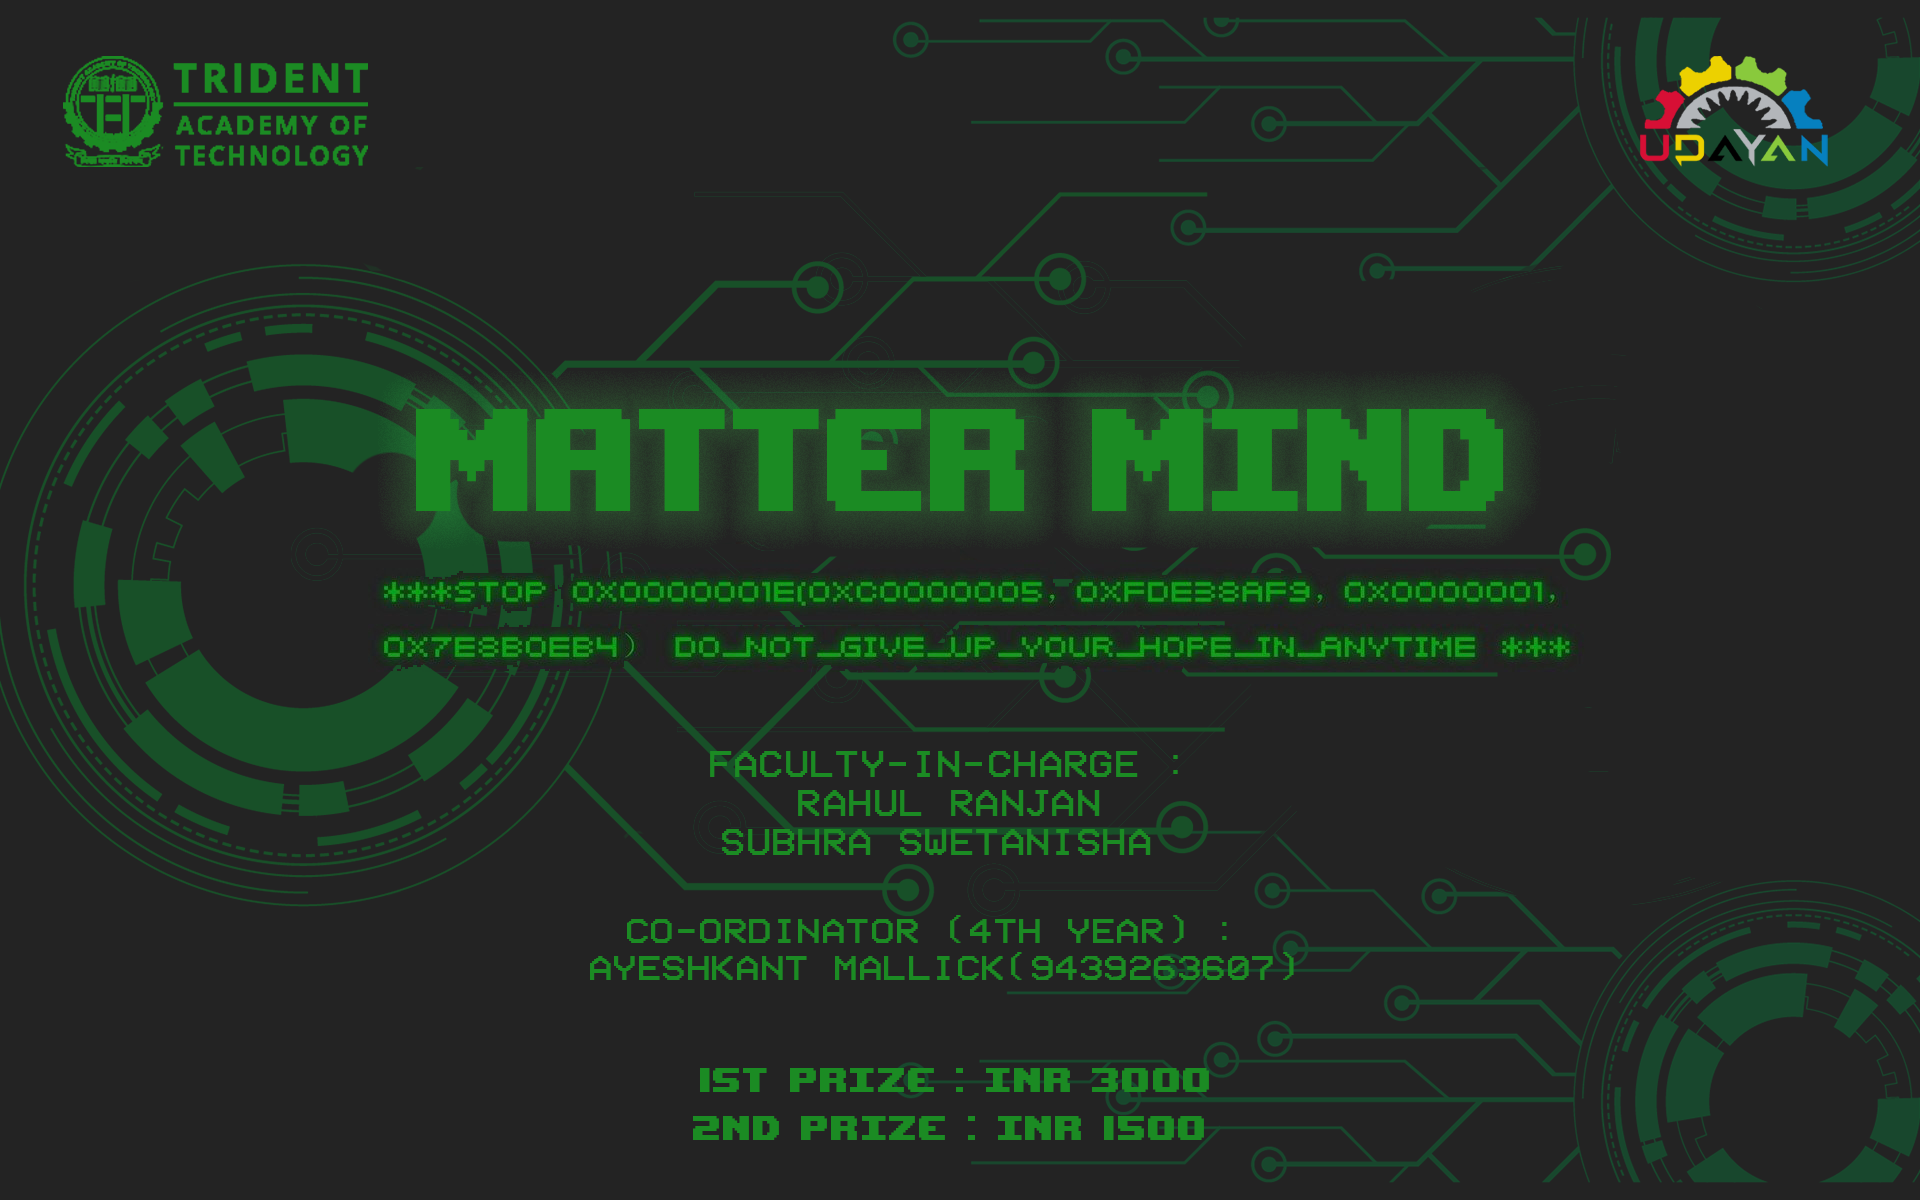 TRIDENT
ACADEMY OF
TECHNOLOGY
UDAYAN
MATTER MIND
***STOP 0X0000001E(0XC0000005, 0XFDE38AF9, 0X0000001,
0X7E8B0EB4) DO_NOT_GIVE_UP_YOUR_HOPE_IN_ANYTIME ***
FACULTY-IN-CHARGE :
RAHUL RANJAN
SUBHRA SWETANISHA
CO-ORDINATOR (4TH YEAR) :
AYESHKANT MALLICK(9439263607)
1ST PRIZE : INR 3000
2ND PRIZE : INR 1500